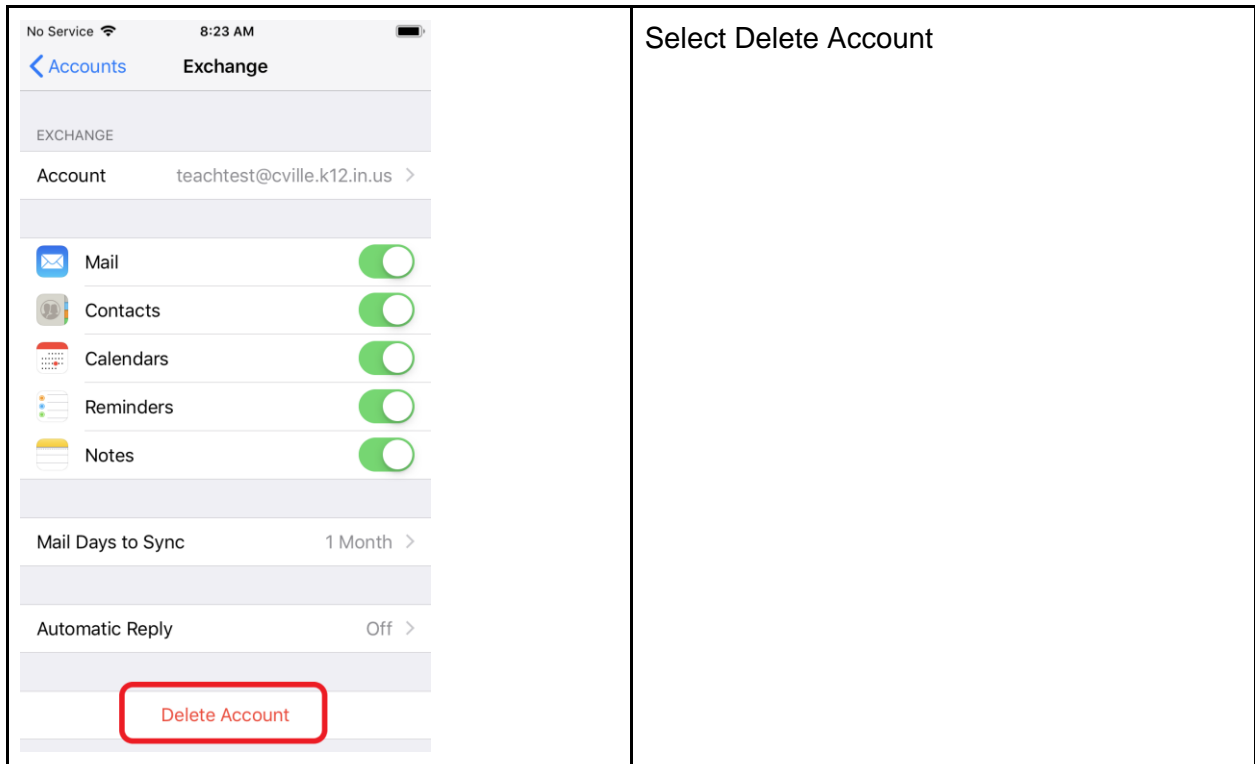 No Service 8:23 AM
Accounts Exchange
EXCHANGE
Account teachtest@cville.k12.in.us
Mail
Contacts
Calendars
Reminders
Notes
Mail Days to Sync 1 Month
Automatic Reply Off
Delete Account
Select Delete Account